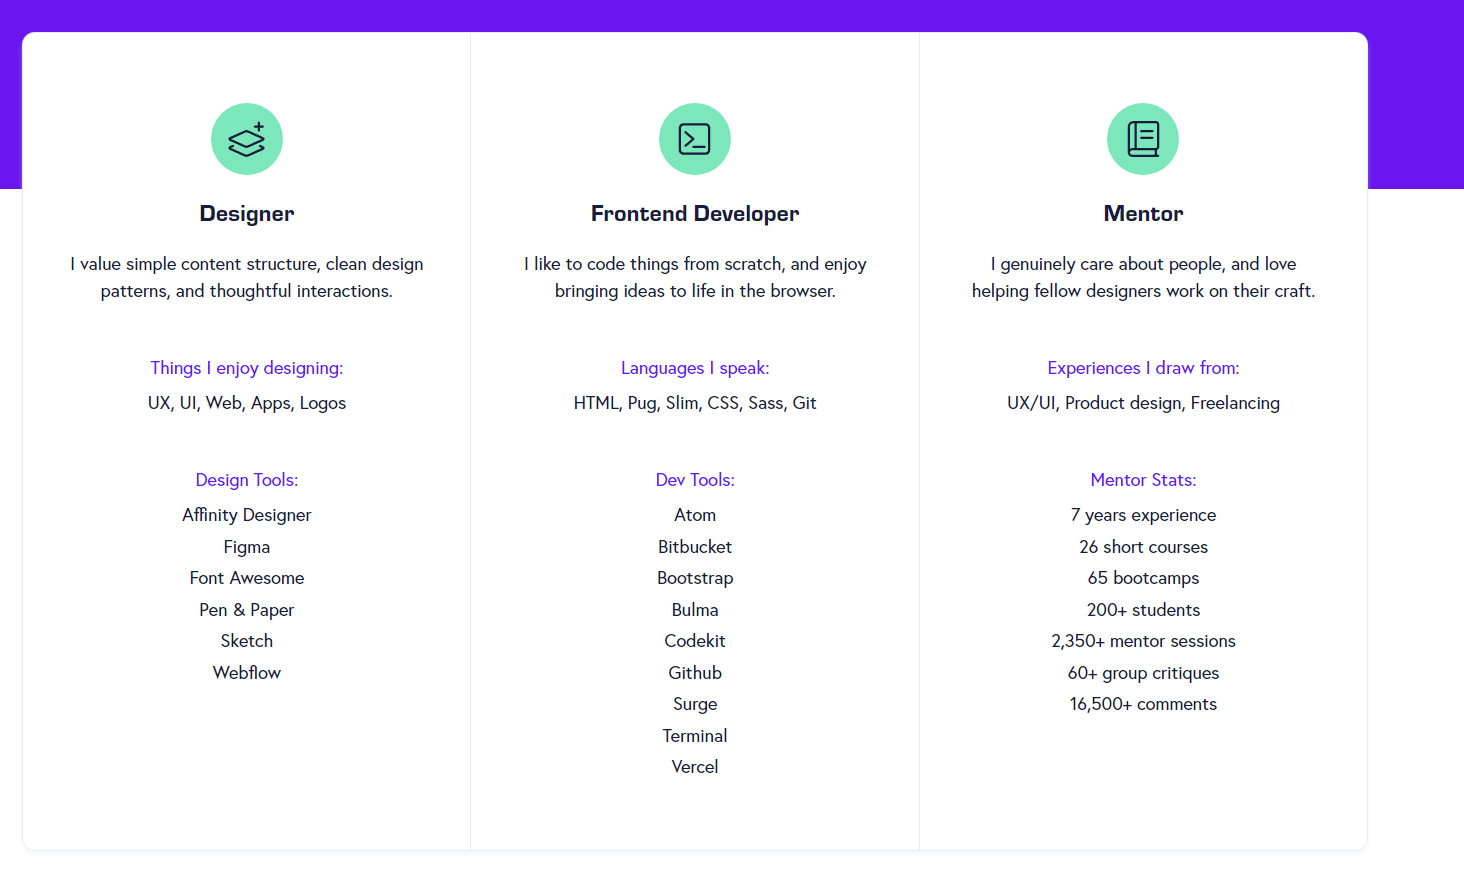 Designer
I value simple content structure, clean design
patterns, and thoughtful interactions.
Things I enjoy designing:
UX, UI, Web, Apps, Logos
Design Tools:
Affinity Designer
Figma
Font Awesome
Pen & Paper
Sketch
Webflow
Frontend Developer
I like to code things from scratch, and enjoy
bringing ideas to life in the browser.
Languages I speak:
HTML, Pug, Slim, CSS, Sass, Git
Dev Tools:
Atom
Bitbucket
Bootstrap
Bulma
Codekit
Github
Surge
Terminal
Vercel
Mentor
I genuinely care about people, and love
helping fellow designers work on their craft.
Experiences I draw from:
UX/UI, Product design, Freelancing
Mentor Stats:
7 years experience
26 short courses
65 bootcamps
200+ students
2,350+ mentor sessions
60+ group critiques
16,500+ comments